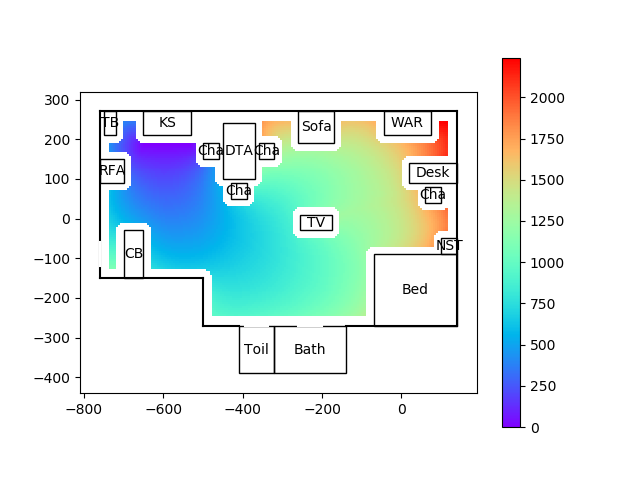 300
200
100
0
−100
−200
−300
−400
−800
−600
−400
−200
0
TB
KS
Sofa
WAR
Cha
DTA
Cha
RFA
Desk
Cha
Cha
TV
NST
CB
Bed
Toil
Bath
2000
1750
1500
1250
1000
750
500
250
0